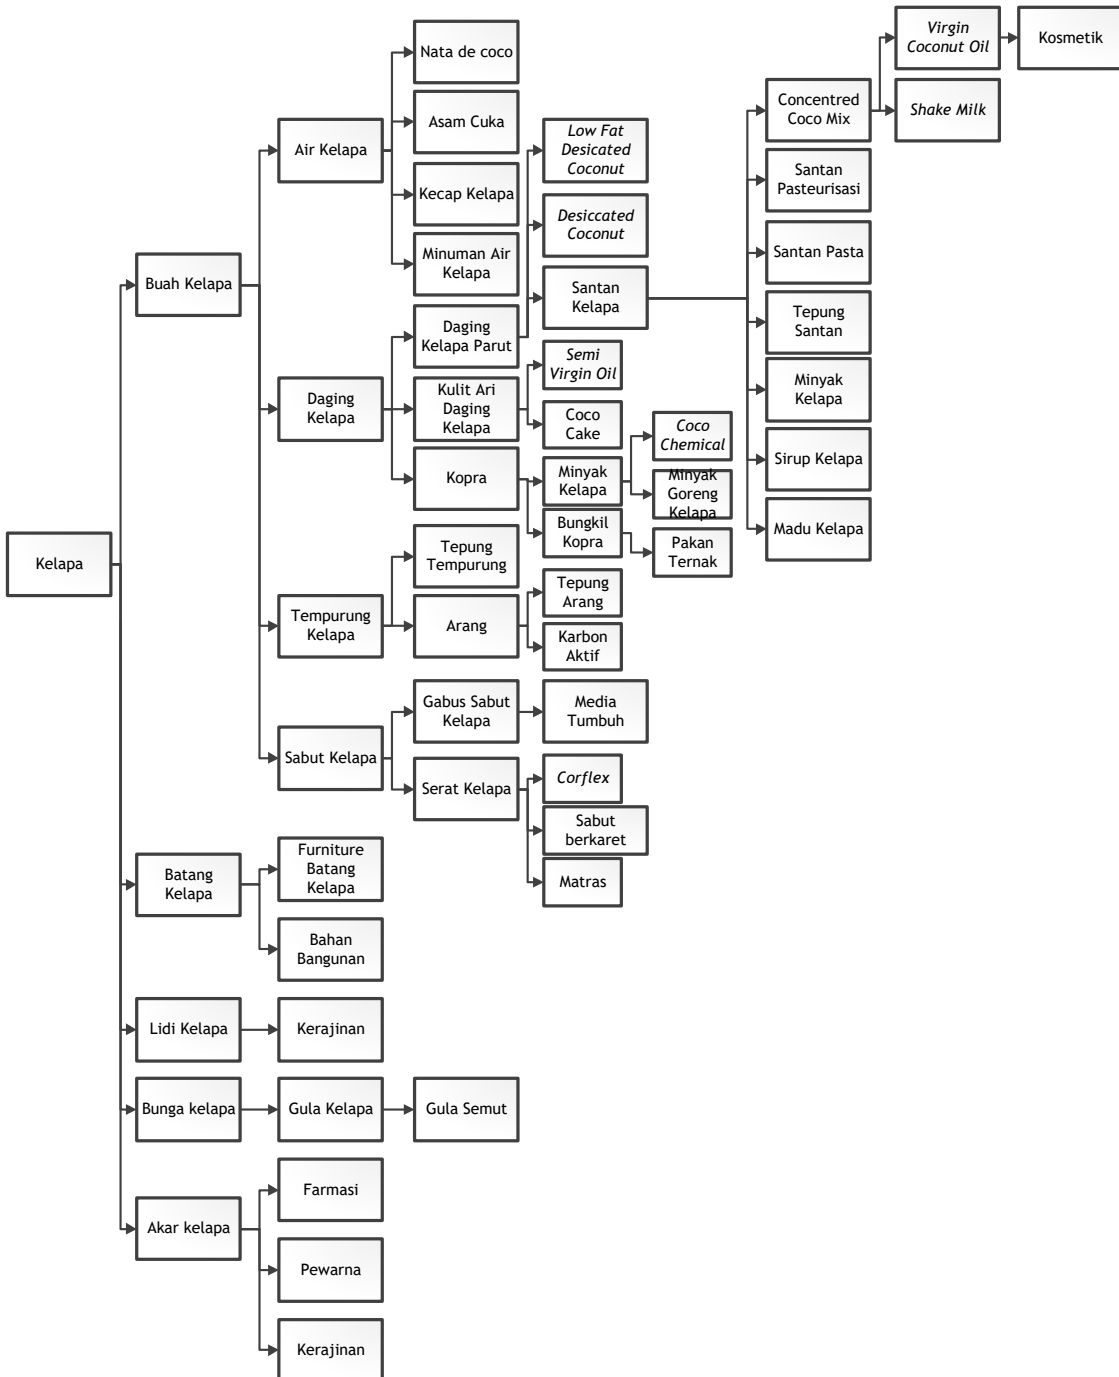 Kelapa
Buah Kelapa
Air Kelapa
Nata de coco
Asam Cuka
Kecap Kelapa
Minuman Air
Kelapa
Daging
Kelapa
Daging
Kelapa Parut
Low Fat
Desicated
Coconut
Desiccated
Coconut
Santan
Kelapa
Concentred
Coco Mix
Virgin
Coconut Oil
Kosmetik
Shake Milk
Santan
Pasteurisasi
Santan Pasta
Tepung
Santan
Minyak
Kelapa
Sirup Kelapa
Madu Kelapa
Kulit Ari
Daging
Kelapa
Semi
Virgin Oil
Coco
Cake
Kopra
Minyak
Kelapa
Coco
Chemical
Minyak
Goreng
Kelapa
Bungkil
Kopra
Pakan
Ternak
Tempurung
Kelapa
Tepung
Tempurung
Arang
Tepung
Arang
Karbon
Aktif
Sabut Kelapa
Gabus Sabut
Kelapa
Media
Tumbuh
Serat Kelapa
Corflex
Sabut
berkaret
Matras
Batang
Kelapa
Furniture
Batang
Kelapa
Bahan
Bangunan
Lidi Kelapa
Kerajinan
Bunga kelapa
Gula Kelapa
Gula Semut
Akar kelapa
Farmasi
Pewarna
Kerajinan